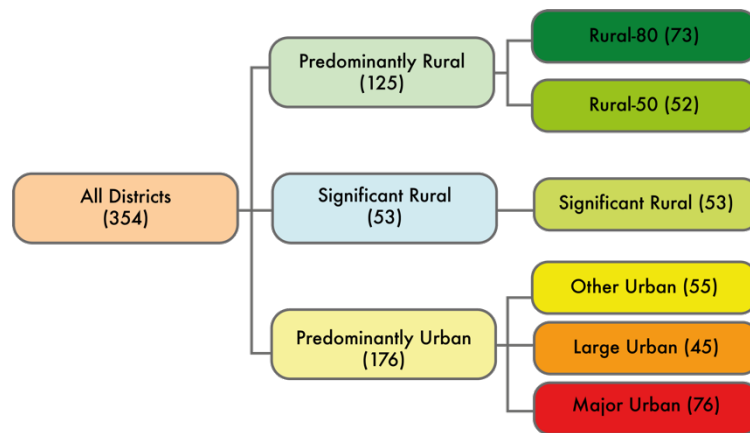 All Districts
(354)
Predominantly Rural
(125)
Significant Rural
(53)
Predominantly Urban
(176)
Rural-80 (73)
Rural-50 (52)
Significant Rural (53)
Other Urban (55)
Large Urban (45)
Major Urban (76)